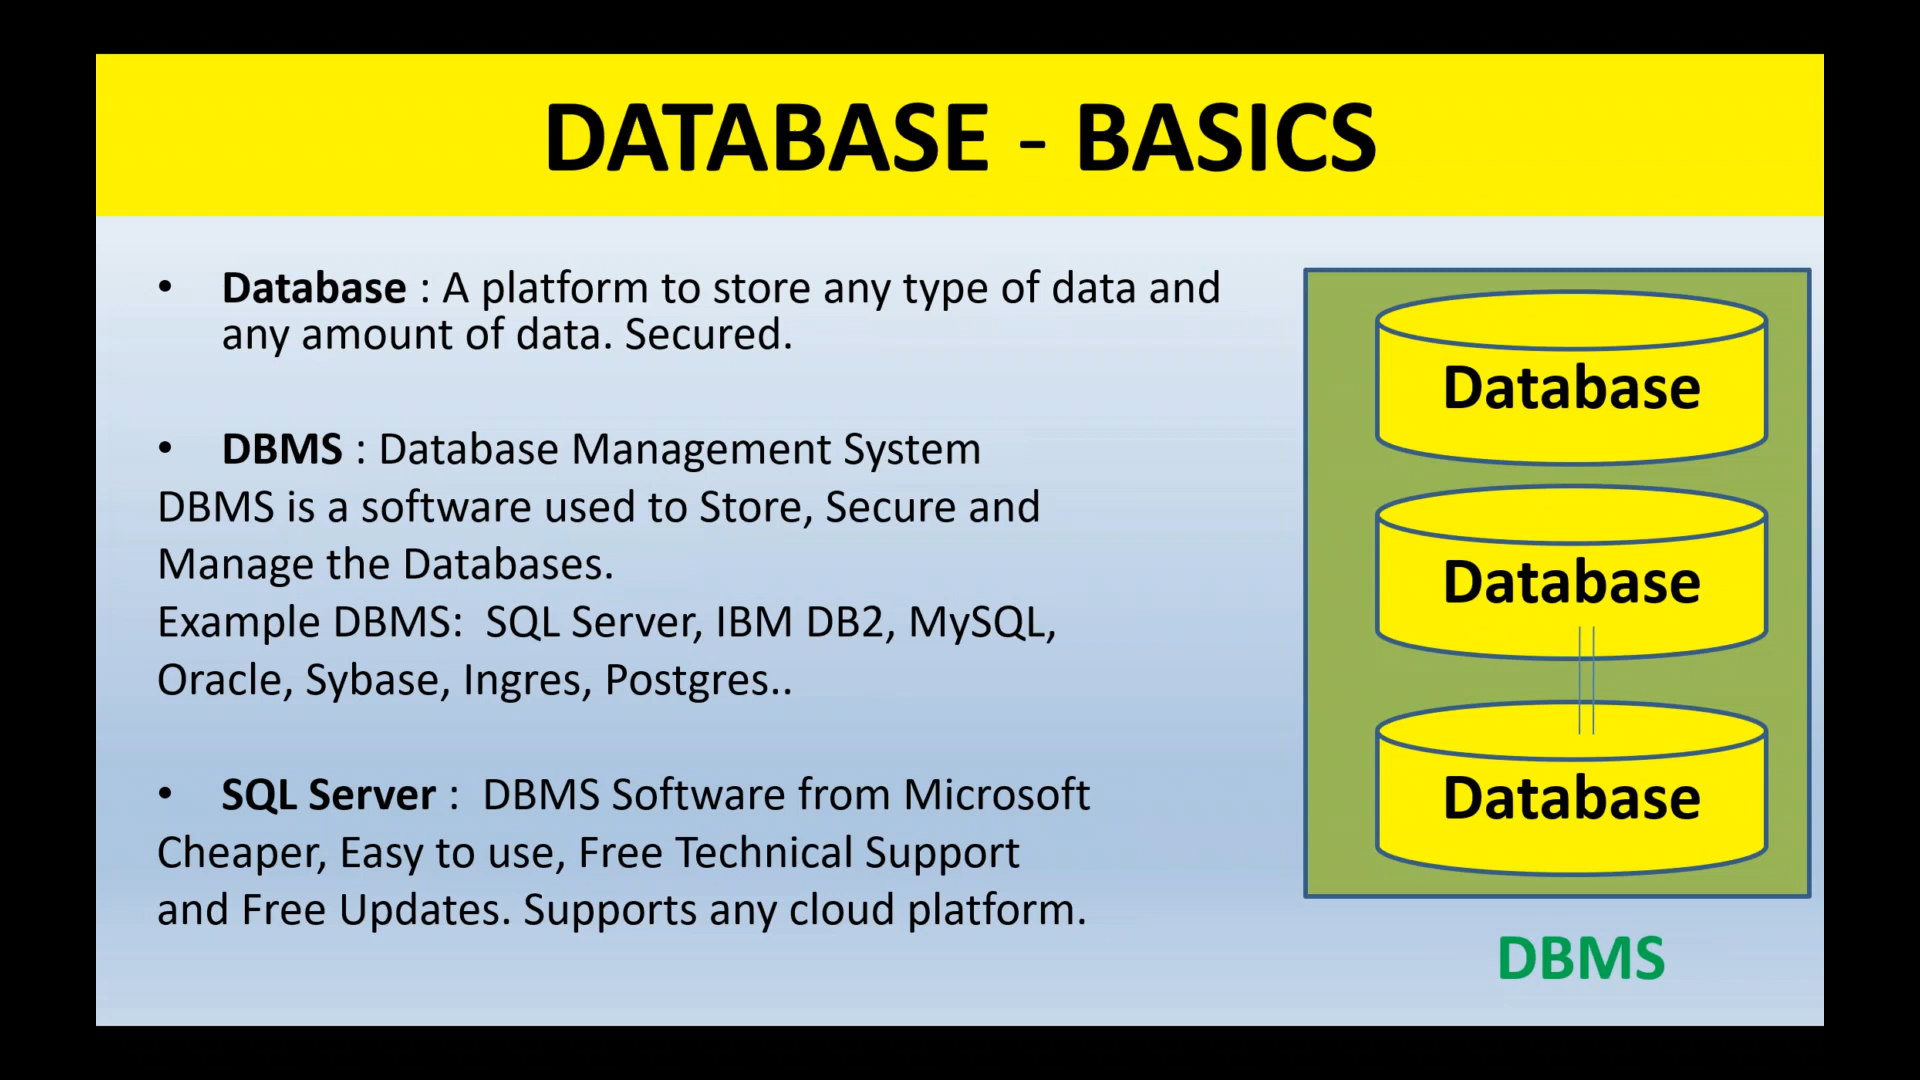 DATABASE - BASICS
• Database : A platform to store any type of data and
any amount of data. Secured.
• DBMS : Database Management System
DBMS is a software used to Store, Secure and
Manage the Databases.
Example DBMS:  SQL Server, IBM DB2, MySQL,
Oracle, Sybase, Ingres, Postgres..
• SQL Server :  DBMS Software from Microsoft
Cheaper, Easy to use, Free Technical Support
and Free Updates. Supports any cloud platform.
Database
Database
Database
DBMS